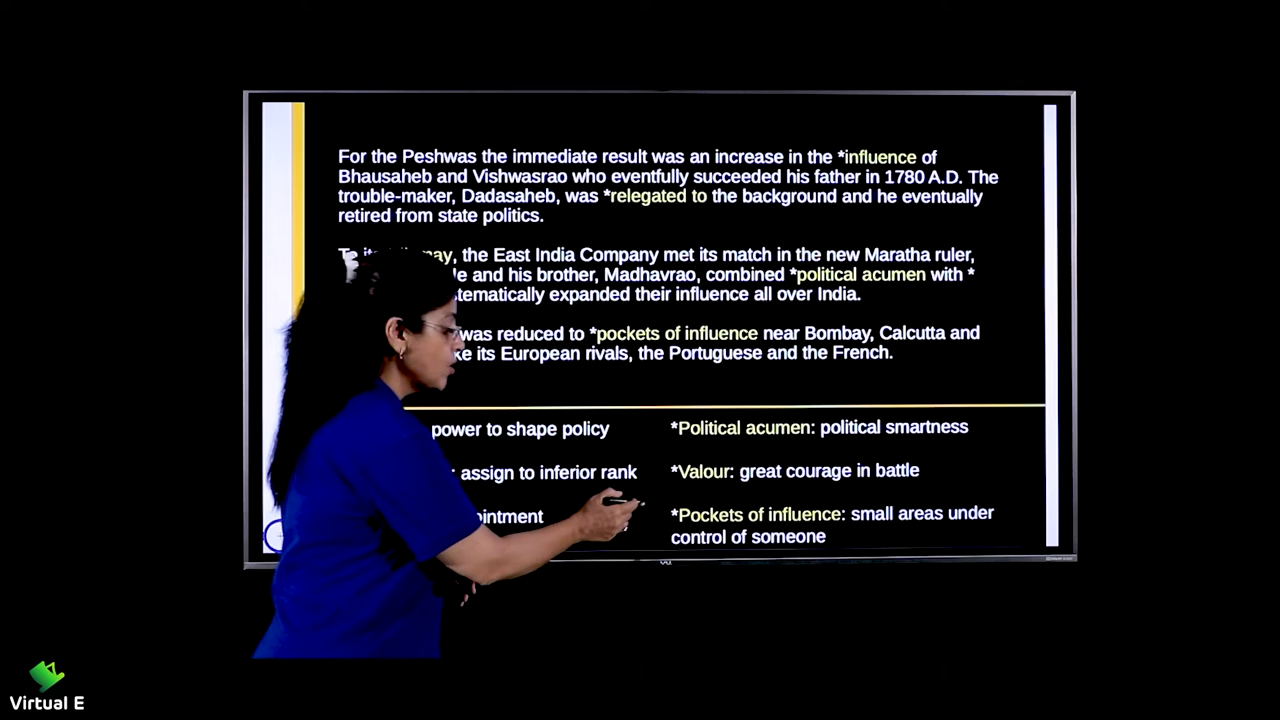 For the Peshwas the immediate result was an increase in the *influence of
Bhausaheb and Vishwasrao who eventfully succeeded his father in 1780 A.D. The
trouble-maker, Dadasaheb, was *relegated to the background and he eventually
retired from state politics.
the East India Company met its match in the new Maratha ruler,
and his brother, Madhavrao, combined *political acumen with *
expanded their influence all over India.
was reduced to *pockets of influence near Bombay, Calcutta and
its European rivals, the Portuguese and the French.
power to shape policy
: assign to inferior rank
*Political acumen: political smartness
*Valour: great courage in battle
*Pockets of influence: small areas under
control of someone
Virtual E